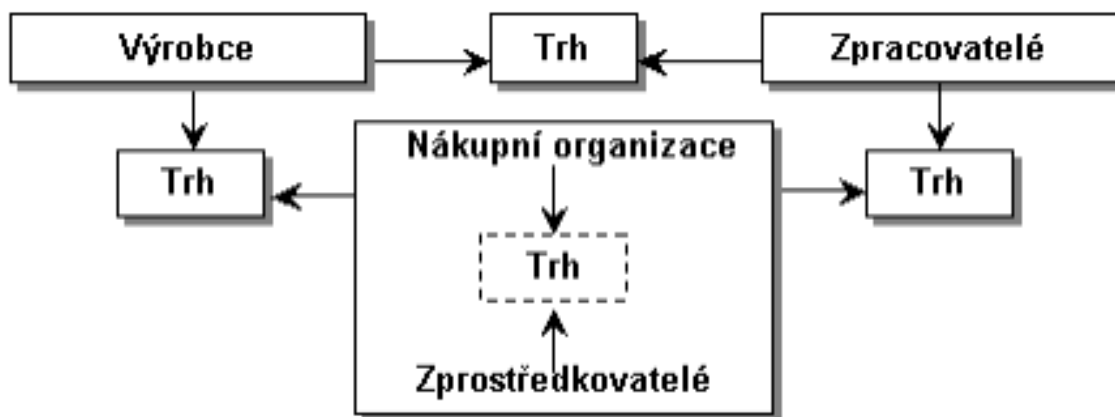 Výrobce
Trh
Zpracovatelé
Trh
Nákupní organizace
Trh
Trh
Zprostředkovatelé